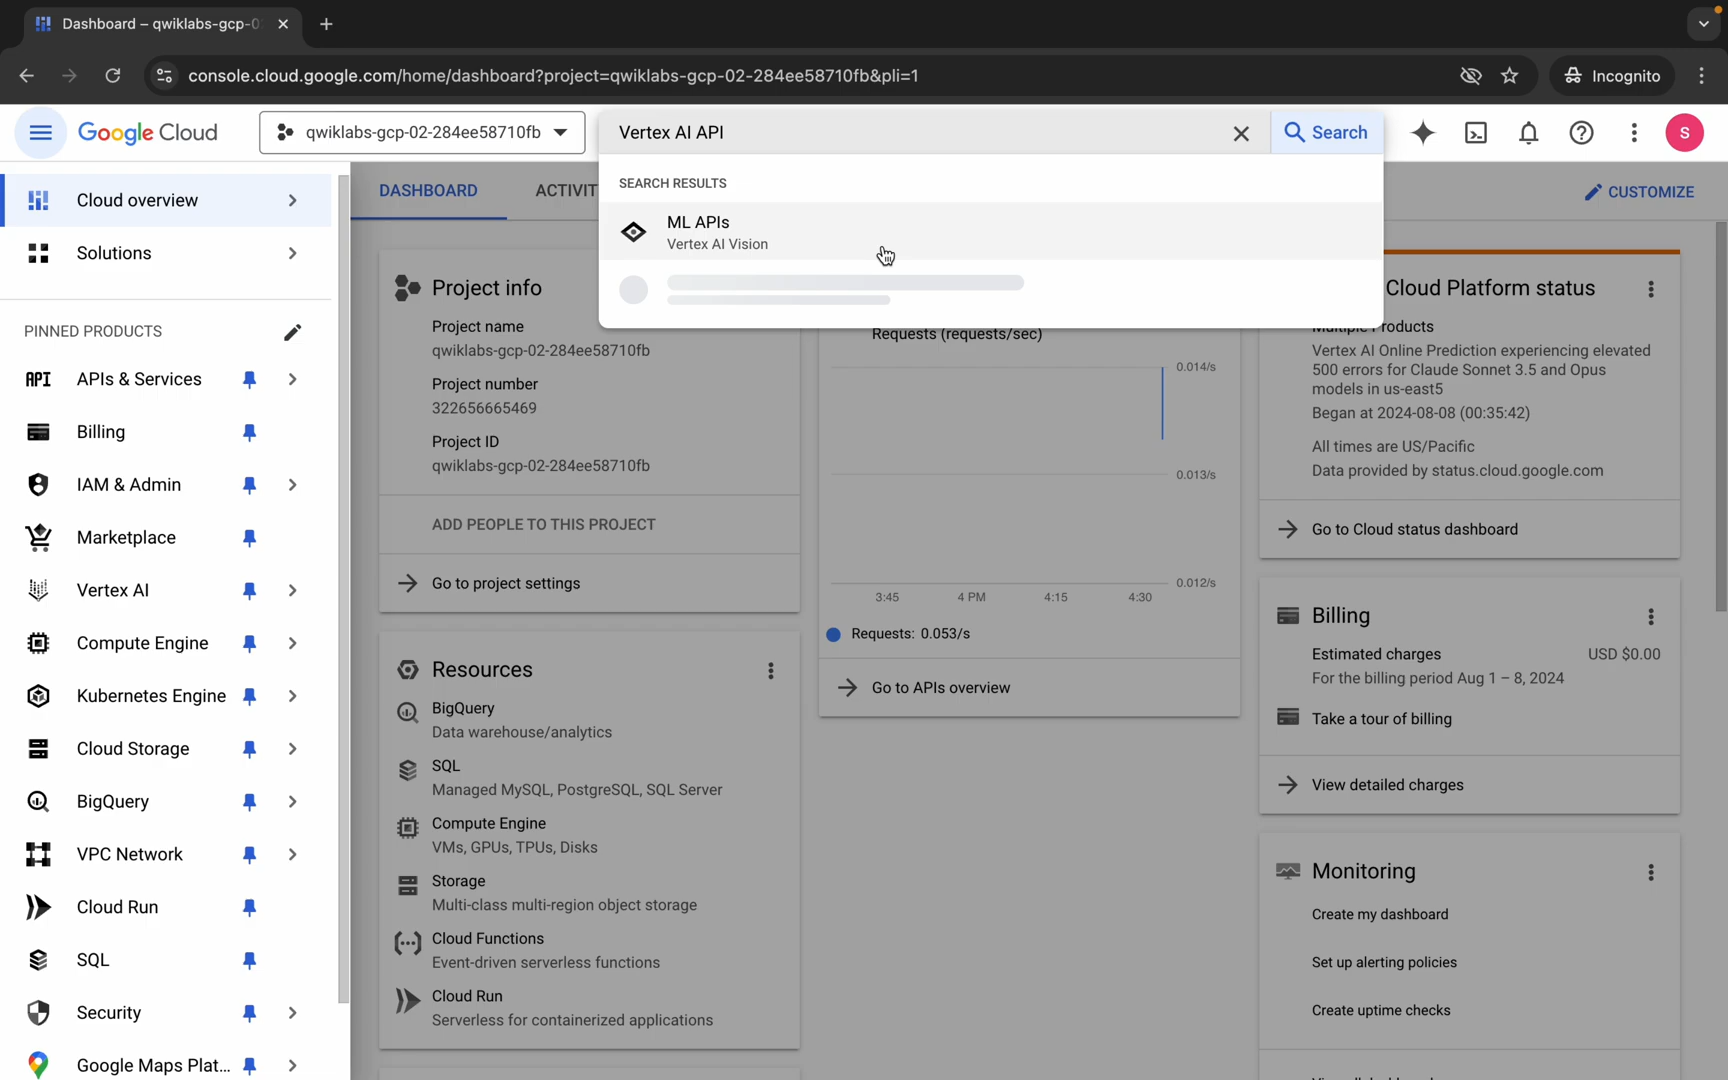 Dashboard – qwiklabs-gcp-0
console.cloud.google.com/home/dashboard?project=qwiklabs-gcp-02-284ee58710fb&pli=1
Incognito
Google Cloud
qwiklabs-gcp-02-284ee58710fb
Vertex AI API
Search
S
SEARCH RESULTS
ML APIs
Vertex AI Vision
Cloud overview
Solutions
PINNED PRODUCTS
API
APIs & Services
Billing
IAM & Admin
Marketplace
Vertex AI
Compute Engine
Kubernetes Engine
Cloud Storage
BigQuery
VPC Network
Cloud Run
SQL
Security
Google Maps Plat...
DASHBOARD
ACTIVIT
CUSTOMIZE
Project info
Project name
qwiklabs-gcp-02-284ee58710fb
Project number
322656665469
Project ID
qwiklabs-gcp-02-284ee58710fb
ADD PEOPLE TO THIS PROJECT
Go to project settings
Resources
BigQuery
Data warehouse/analytics
SQL
Managed MySQL, PostgreSQL, SQL Server
Compute Engine
VMs, GPUs, TPUs, Disks
Storage
Multi-class multi-region object storage
Cloud Functions
Event-driven serverless functions
Cloud Run
Serverless for containerized applications
Requests (requests/sec)
0.014/s
0.013/s
0.012/s
3:45
4 PM
4:15
4:30
Requests: 0.053/s
Go to APIs overview
Cloud Platform status
Multiple Products
Vertex AI Online Prediction experiencing elevated
500 errors for Claude Sonnet 3.5 and Opus
models in us-east5
Began at 2024-08-08 (00:35:42)
All times are US/Pacific
Data provided by status.cloud.google.com
Go to Cloud status dashboard
Billing
Estimated charges
USD $0.00
For the billing period Aug 1 – 8, 2024
Take a tour of billing
View detailed charges
Monitoring
Create my dashboard
Set up alerting policies
Create uptime checks